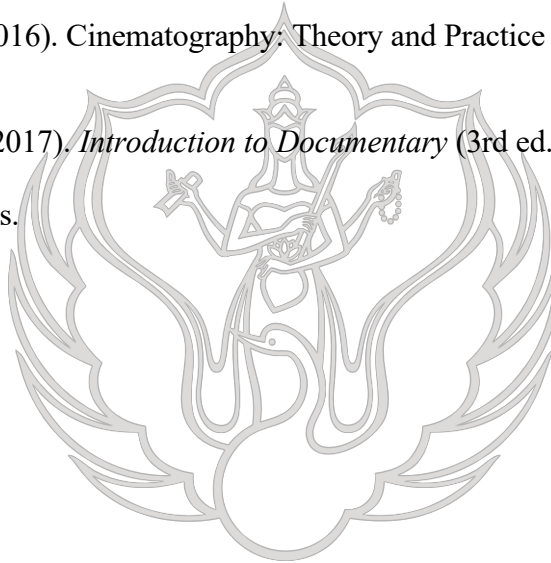 016). Cinematography: Theory and Practice
2017). Introduction to Documentary (3rd ed.
s.